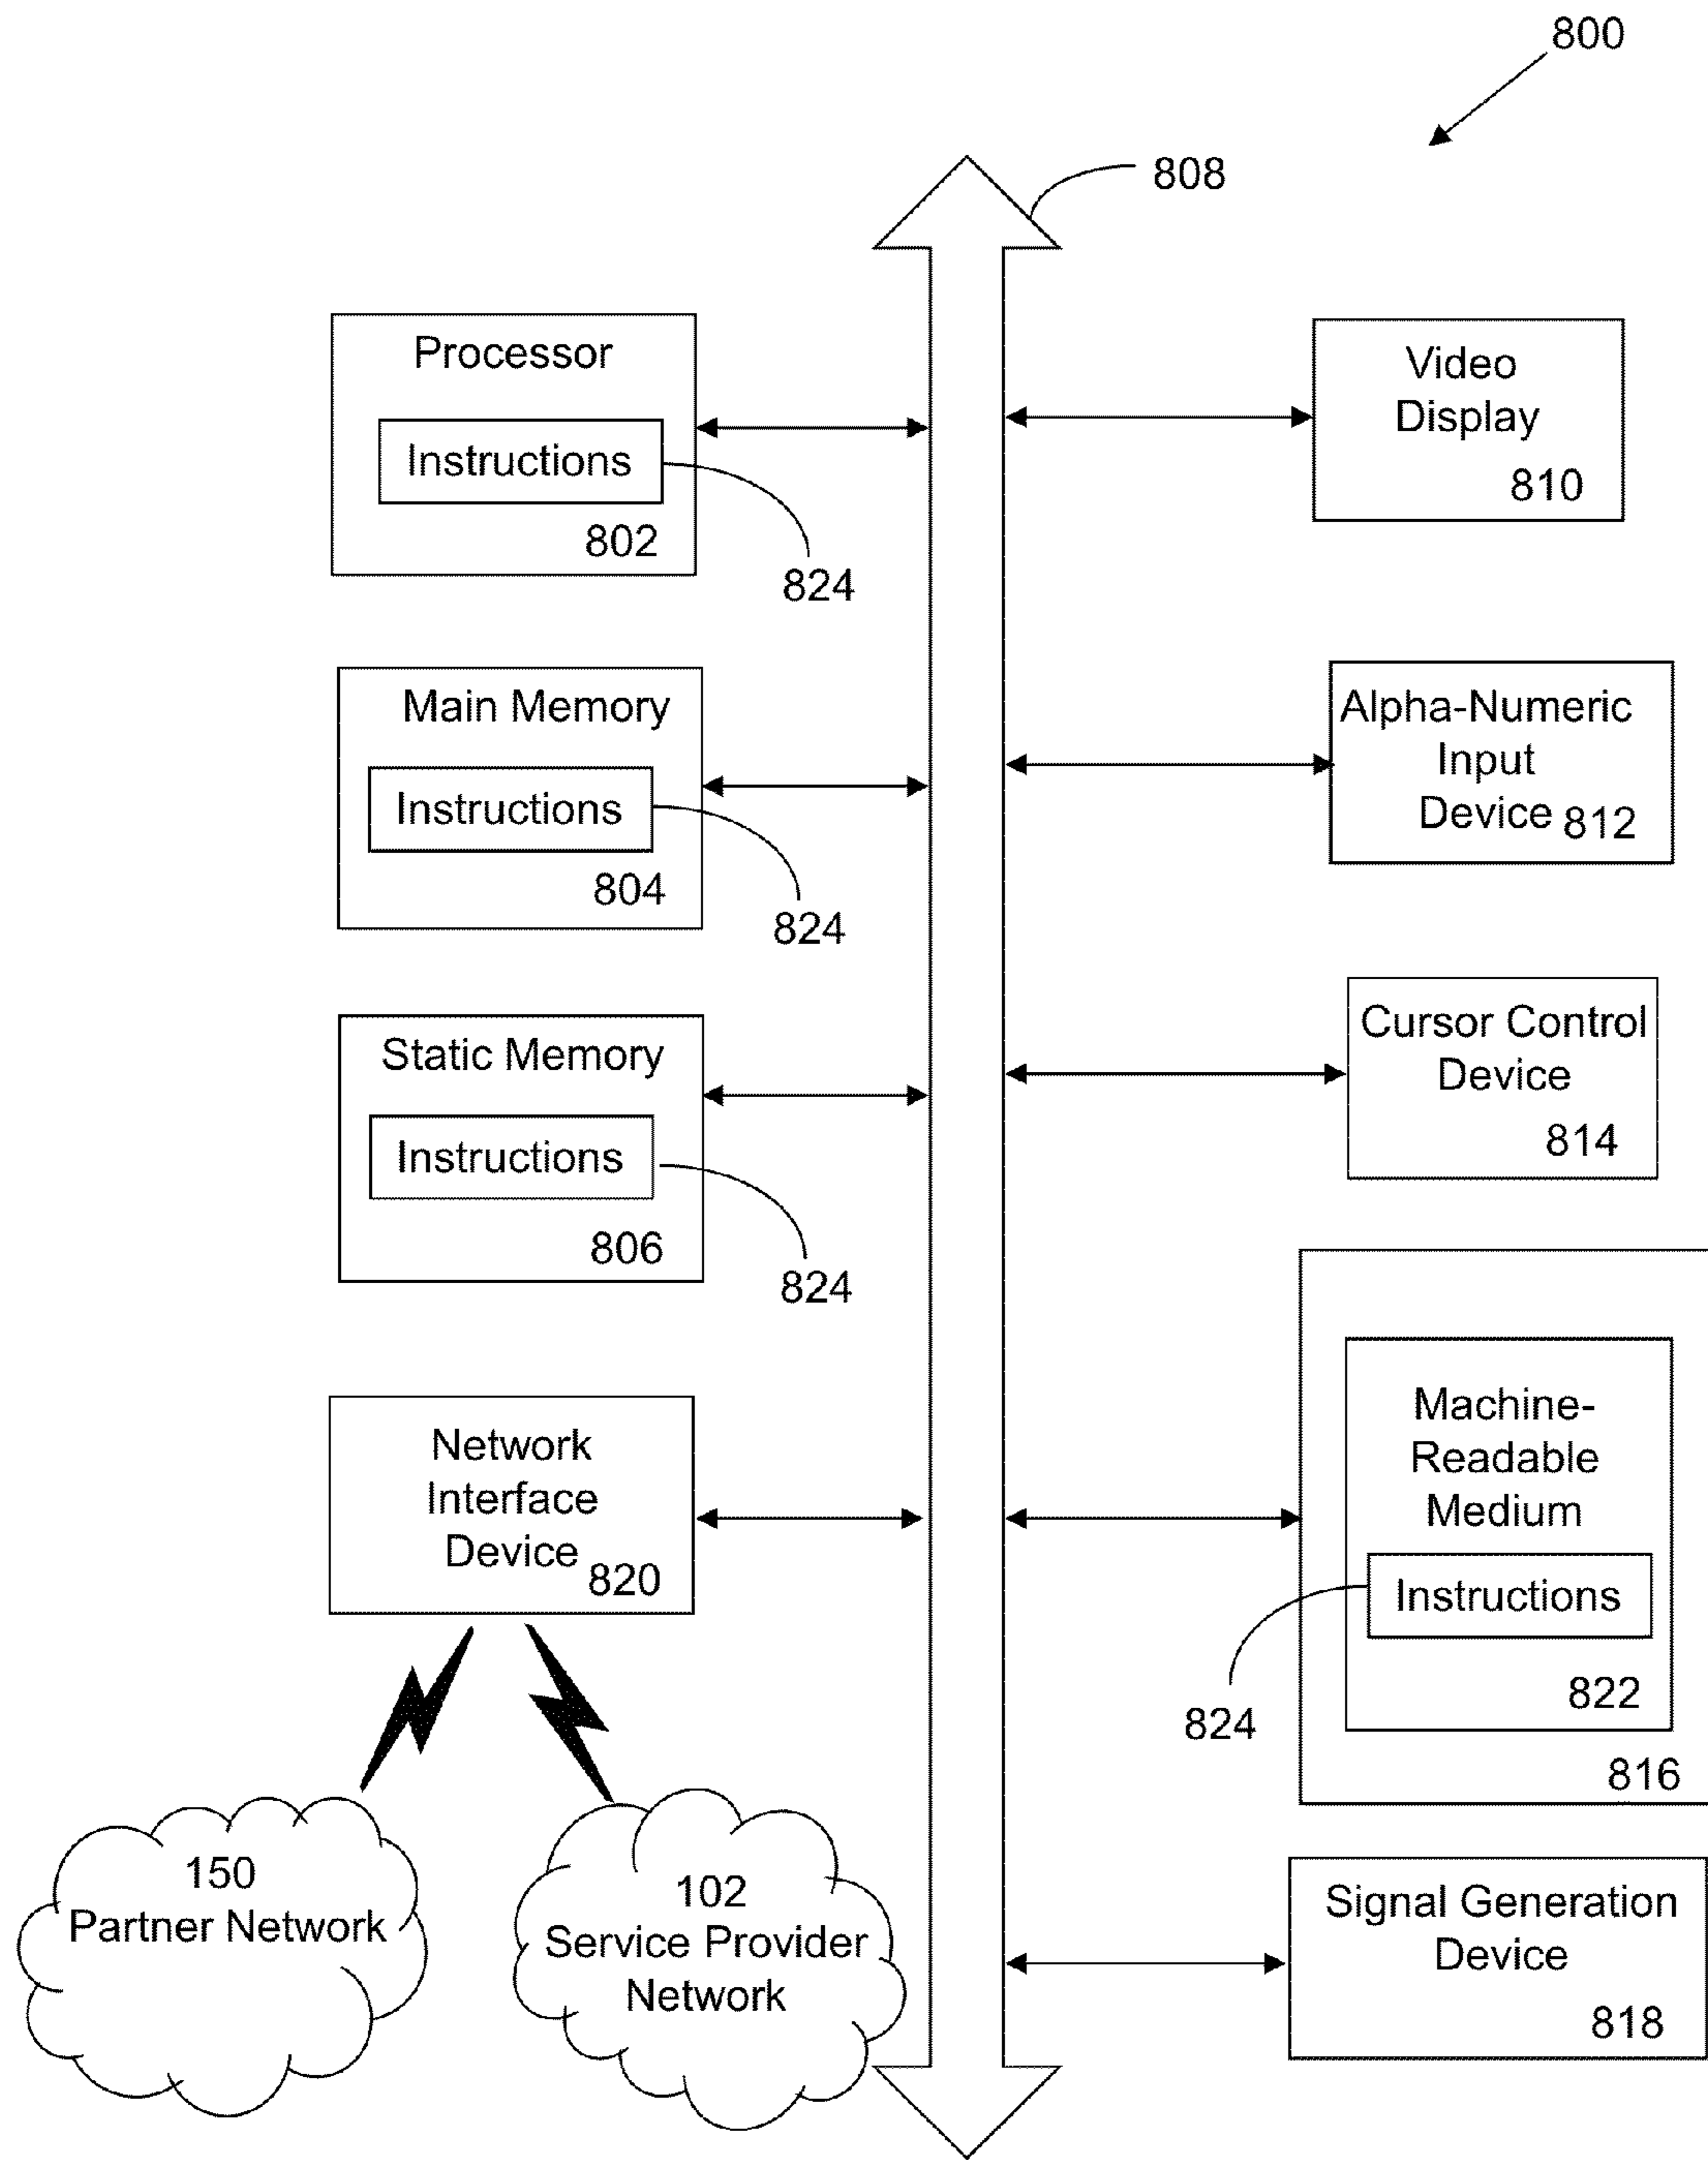 800
808
Processor
Instructions
802
824
Video
Display
810
Main Memory
Instructions
804
824
Alpha-Numeric
Input
Device 812
Static Memory
Instructions
806
824
Cursor Control
Device
814
Network
Interface
Device 820
Machine-
Readable
Medium
Instructions
822
824
816
150
Partner Network
102
Service Provider
Network
Signal Generation
Device
818